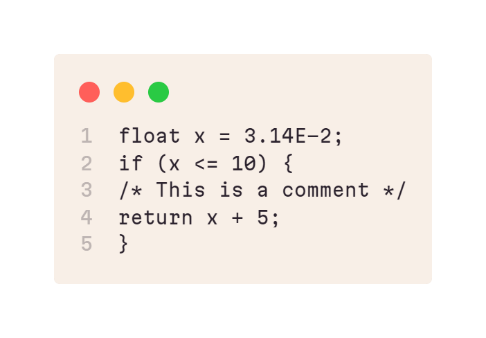 1 float x = 3.14E-2;
2 if (x <= 10) {
3 /* This is a comment */
4 return x + 5;
5 }